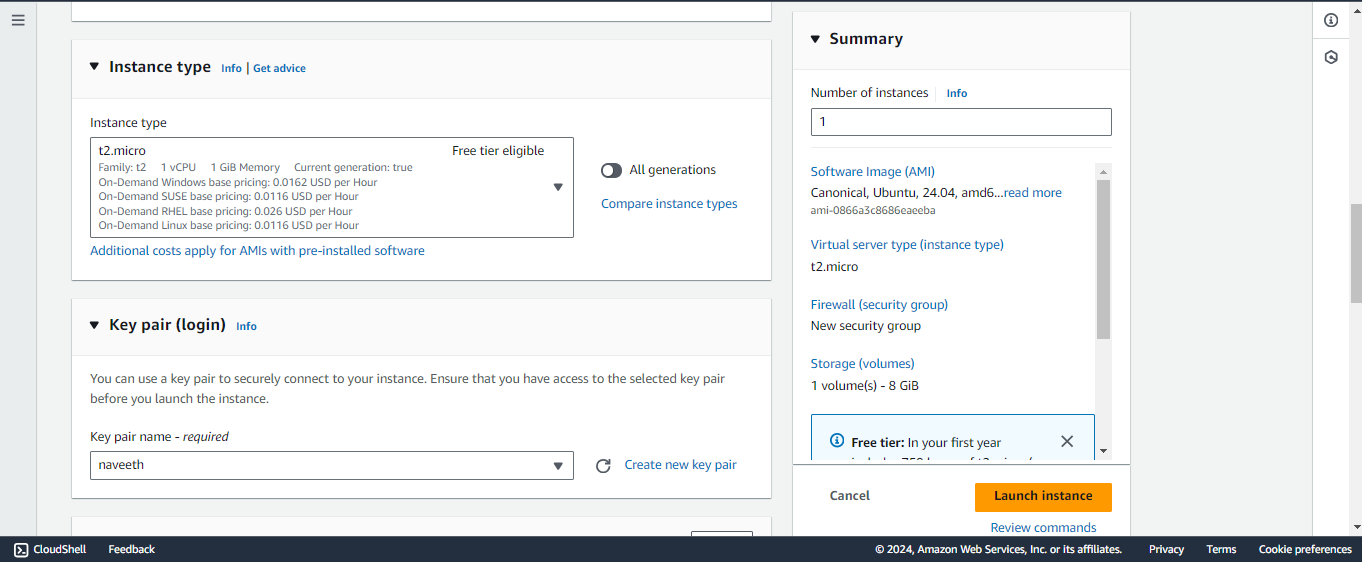 Instance type Info | Get advice
Instance type
t2.micro Free tier eligible
Family: t2 1 vCPU 1 GiB Memory Current generation: true
On-Demand Windows base pricing: 0.0162 USD per Hour
On-Demand SUSE base pricing: 0.0116 USD per Hour
On-Demand RHEL base pricing: 0.026 USD per Hour
On-Demand Linux base pricing: 0.0116 USD per Hour
All generations
Compare instance types
Additional costs apply for AMIs with pre-installed software
Key pair (login) Info
You can use a key pair to securely connect to your instance. Ensure that you have access to the selected key pair
before you launch the instance.
Key pair name - required
naveeth
Create new key pair
Summary
Number of instances Info
1
Software Image (AMI)
Canonical, Ubuntu, 24.04, amd6...read more
ami-0866a3c8686eaeeba
Virtual server type (instance type)
t2.micro
Firewall (security group)
New security group
Storage (volumes)
1 volume(s) - 8 GiB
Free tier: In your first year
Cancel
Launch instance
Review commands
CloudShell Feedback
© 2024, Amazon Web Services, Inc. or its affiliates. Privacy Terms Cookie preferences